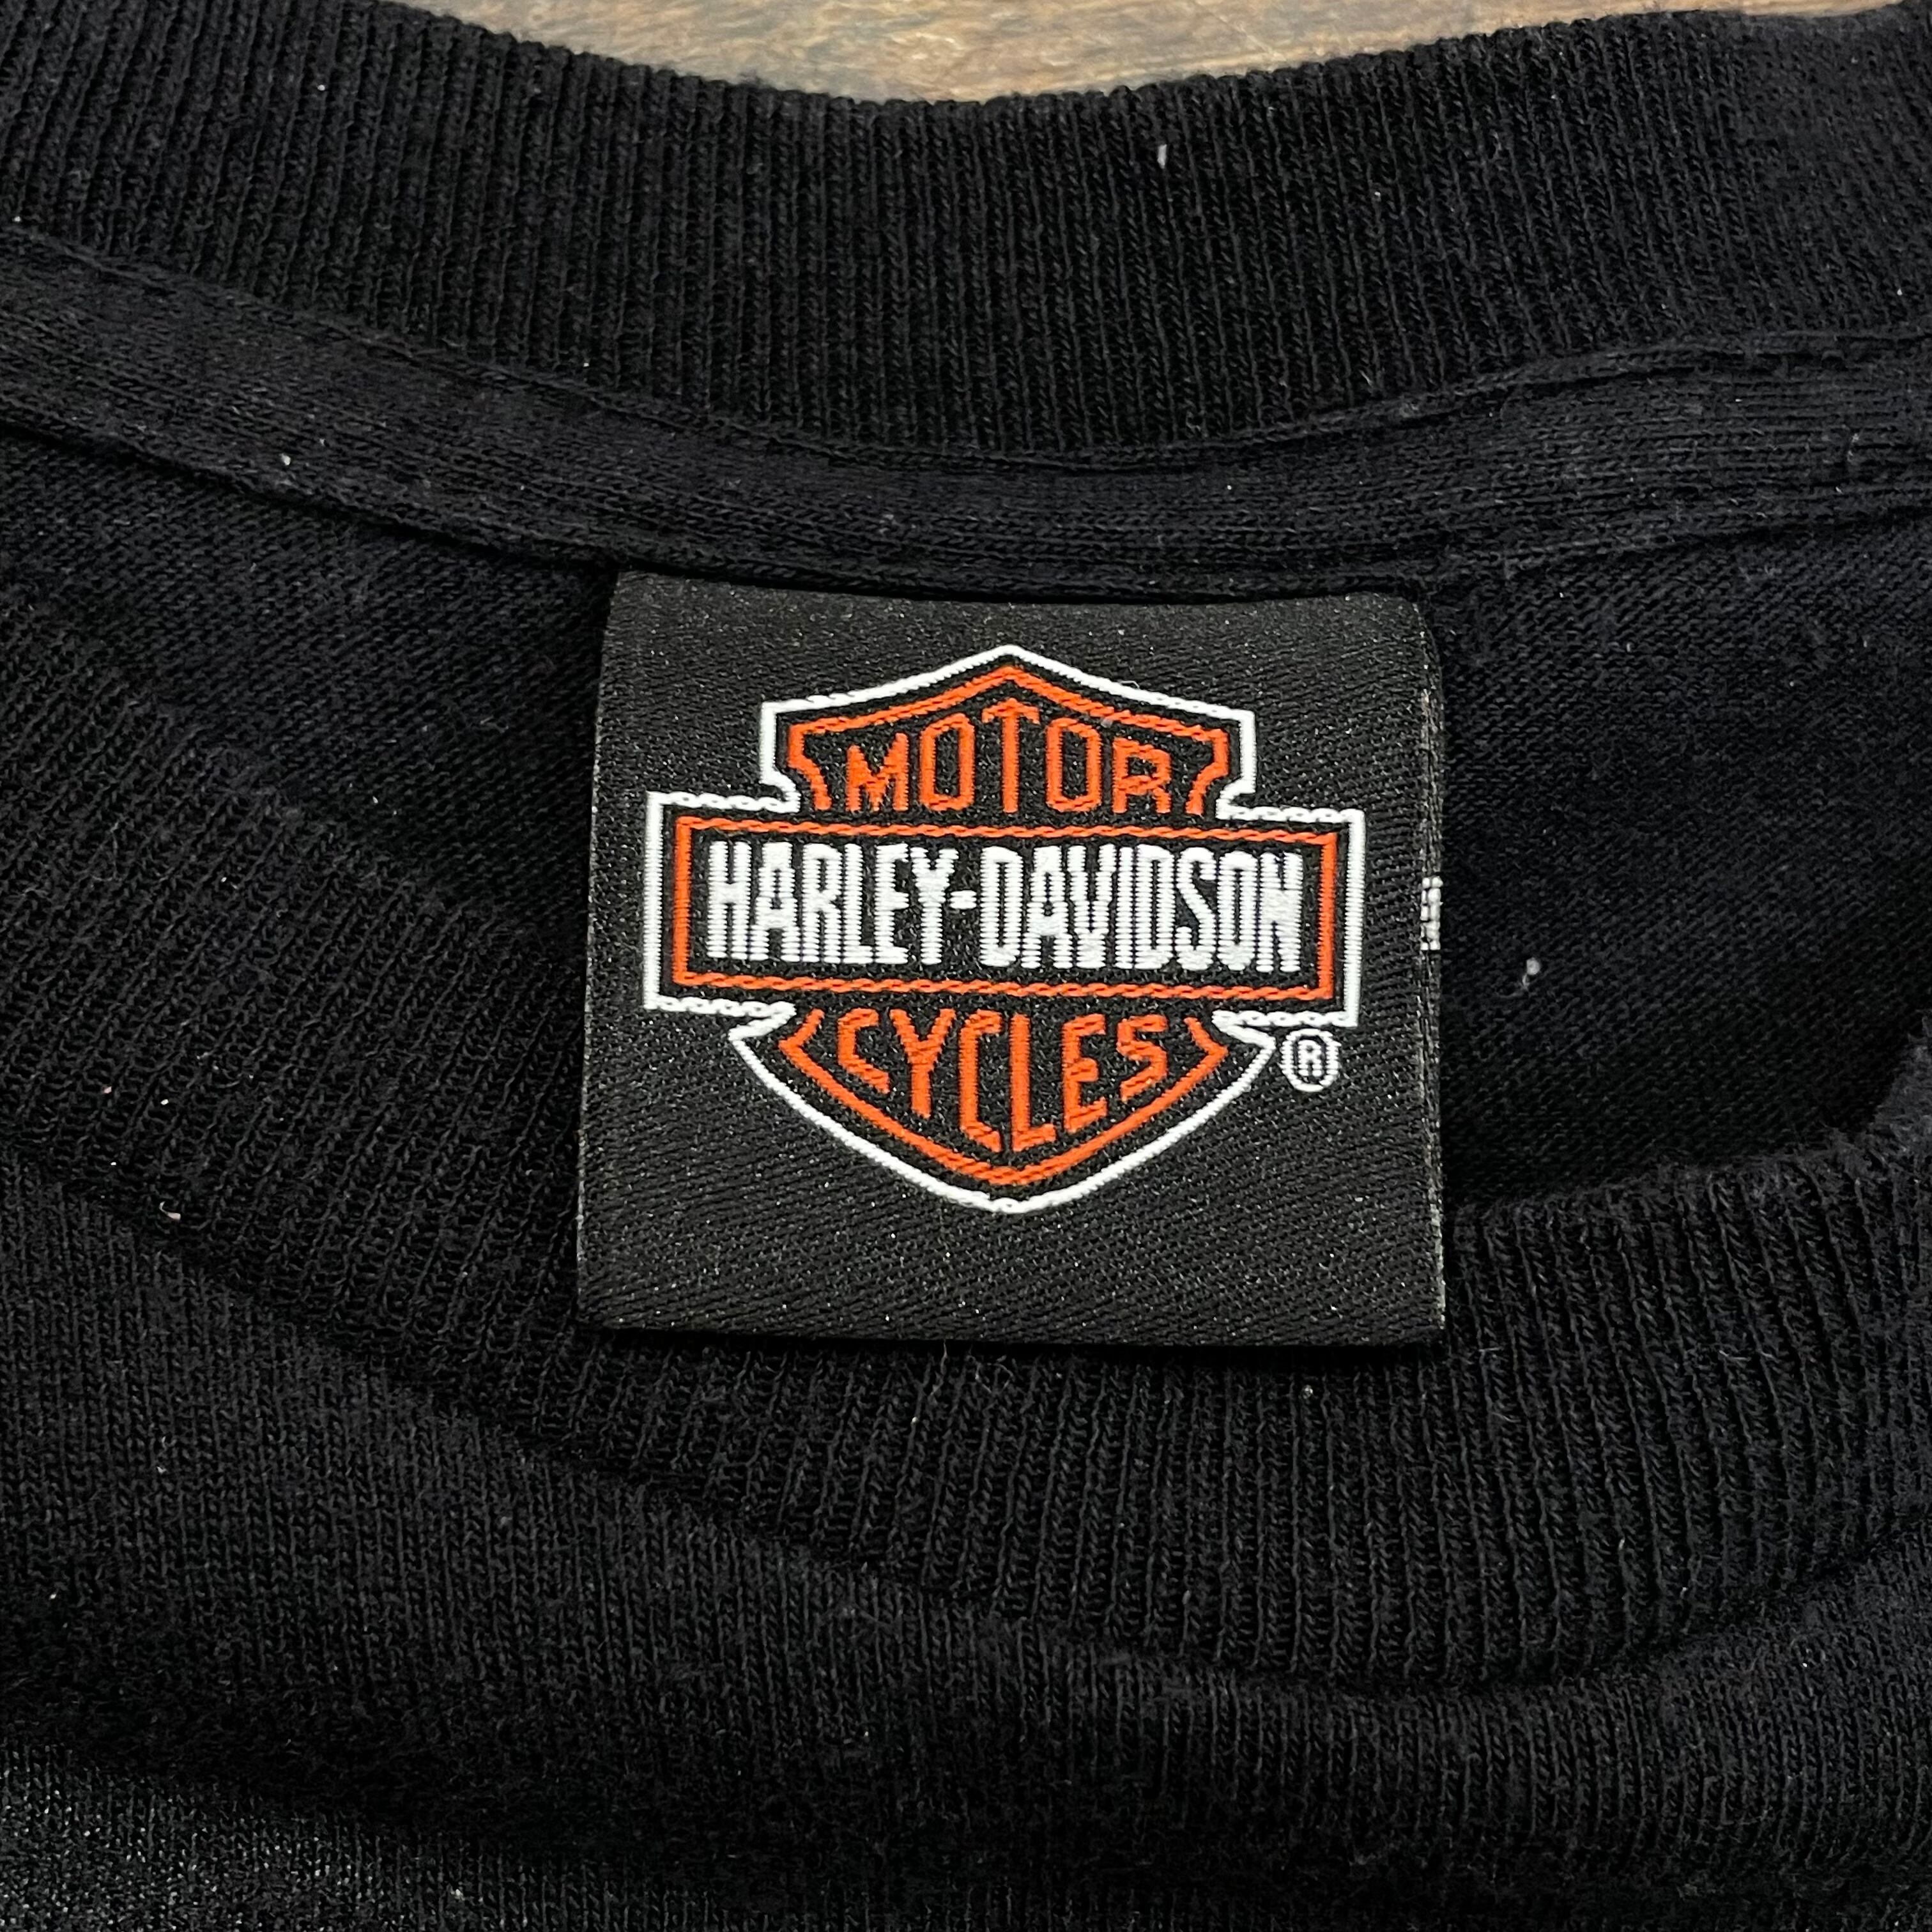 MOTOR
HARLEY-DAVIDSON
CYCLES
®